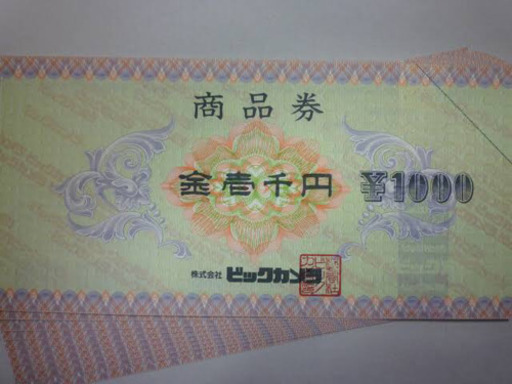 商品券
金壱千円 ¥1000
株式会社 ビックカメラ